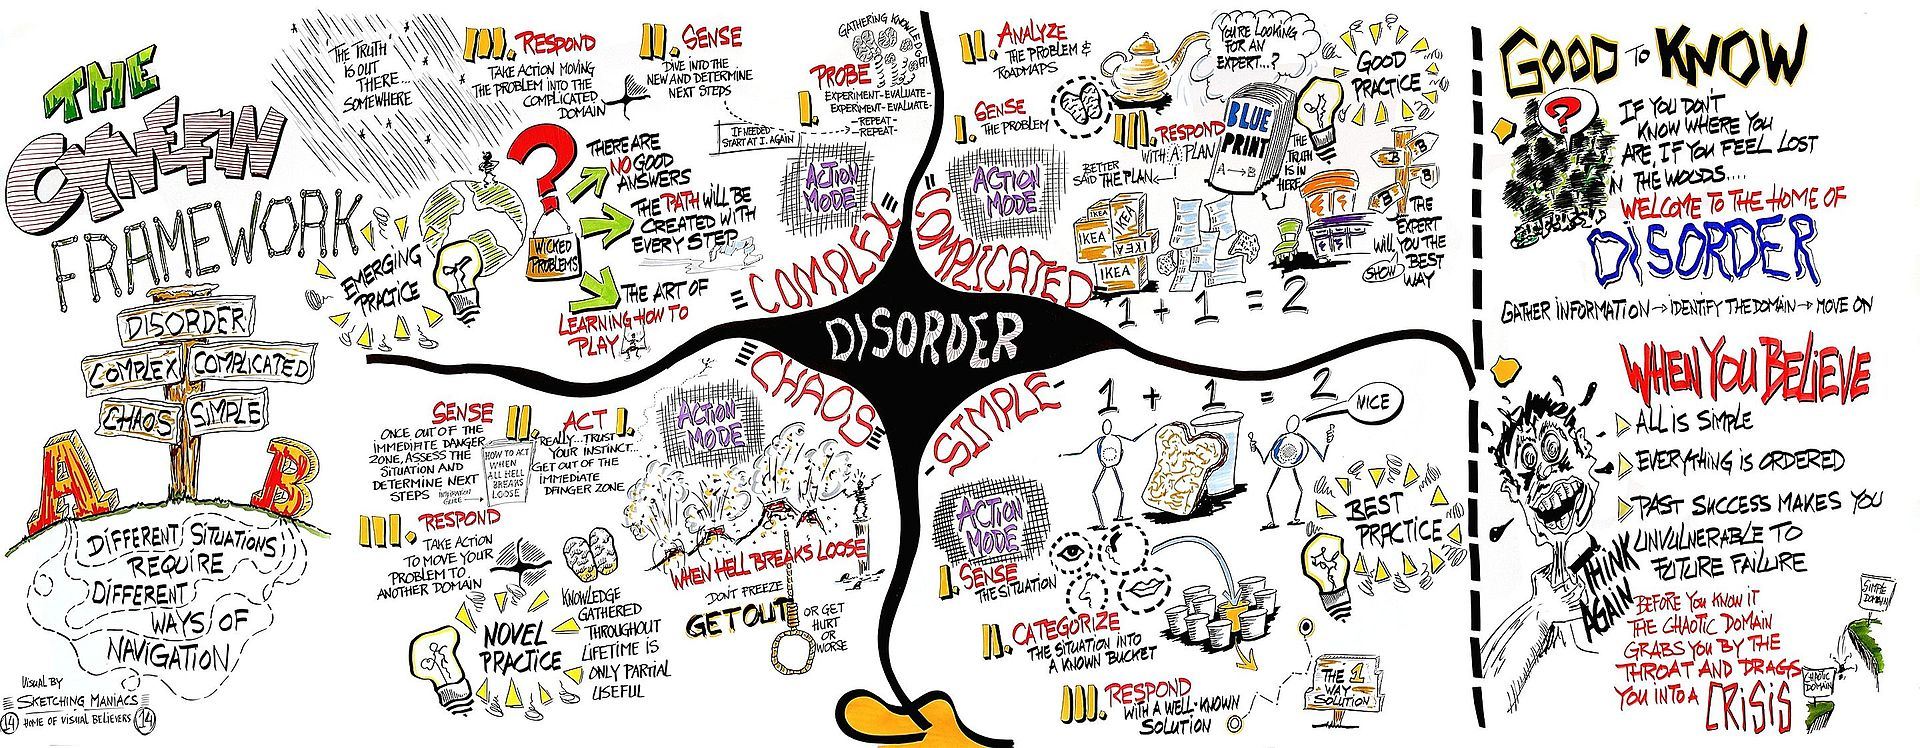 THE
CYNEFIN
FRAMEWORK
DISORDER
COMPLEX
COMPLICATED
CHAOS
SIMPLE
A
B
DIFFERENT SITUATIONS
REQUIRE
DIFFERENT
WAYS OF
NAVIGATION
VISUAL BY
SKETCHING MANIACS
14 HOME OF VISUAL BELIEVERS 14
'THE TRUTH'
IS OUT
THERE...
SOMEWHERE
III. RESPOND
TAKE ACTION MOVING
THE PROBLEM INTO THE
COMPLICATED
DOMAIN
II. SENSE
DIVE INTO THE
NEW AND DETERMINE
NEXT STEPS
GATHERING KNOWLEDGE
PROBE
I.
EXPERIMENT-EVALUATE-
EXPERIMENT-EVALUATE-
-REPEAT-
-REPEAT-
IF NEEDED
START AT I. AGAIN
ACTION
MODE
?
WICKED
PROBLEMS
THERE ARE
NO GOOD
ANSWERS
THE PATH WILL BE
CREATED WITH
EVERY STEP
THE ART OF
LEARNING HOW TO
PLAY
EMERGING
PRACTICE
COMPLEX
II. ANALYZE
THE PROBLEM &
ROADMAPS
I. SENSE
THE PROBLEM
III. RESPOND
WITH A PLAN
BETTER
SAID THE PLAN
ACTION
MODE
YOU'RE LOOKING
FOR AN
EXPERT...?
BLUE
PRINT
A → B
THE
TRUTH
IS IN
HERE
GOOD
PRACTICE
B
B
B
IKEA
IKEA
IKEA
IKEA
IKEA
THE
EXPERT
WILL SHOW YOU THE
BEST
WAY
COMPLICATED
1 + 1 = 2
DISORDER
CHAOS
SENSE
II.
ONCE OUT OF THE
IMMEDIATE DANGER
ZONE, ASSESS THE
SITUATION AND
DETERMINE NEXT
STEPS
HOW TO ACT
WHEN
ALL HELL
BREAKS
LOOSE
ACT I.
REALLY... TRUST
YOUR INSTINCT...
GET OUT OF THE
IMMEDIATE
DANGER ZONE
ACTION
MODE
III. RESPOND
TAKE ACTION
TO MOVE YOUR
PROBLEM TO
ANOTHER DOMAIN
WHEN HELL BREAKS LOOSE
DON'T FREEZE
GET OUT
OR GET
HURT
OR
WORSE
NOVEL
PRACTICE
KNOWLEDGE
GATHERED
THROUGHOUT
LIFETIME IS
ONLY PARTIAL
USEFUL
SIMPLE
1 + 1 = 2
NICE
ACTION
MODE
BEST
PRACTICE
I. SENSE
THE SITUATION
II. CATEGORIZE
THE SITUATION INTO
A KNOWN BUCKET
III. RESPOND
WITH A WELL-KNOWN
SOLUTION
THE 1
WAY
SOLUTION
GOOD TO KNOW
?
IF YOU DON'T
KNOW WHERE YOU
ARE, IF YOU FEEL LOST
IN THE WOODS....
WELCOME TO THE HOME OF
DISORDER
GATHER INFORMATION → IDENTIFY THE DOMAIN → MOVE ON
WHEN YOU BELIEVE
ALL IS SIMPLE
EVERYTHING IS ORDERED
PAST SUCCESS MAKES YOU
UNVULNERABLE TO
FUTURE FAILURE
THINK
AGAIN
BEFORE YOU KNOW IT
THE CHAOTIC DOMAIN
GRABS YOU BY THE
THROAT AND DRAGS
YOU INTO A CRISIS
SIMPLE
DOMAIN
CHAOTIC
DOMAIN